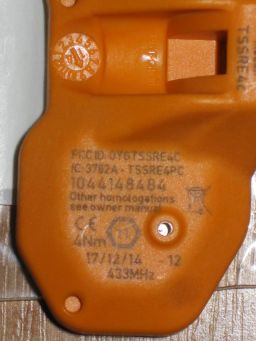 TSSRE4C
FCC ID: OYGTSSRE4C
IC: 3782A - TSSRE4PC
1044148484
Other homologations
see owner manual
CE
4Nm
17/12/14 -12
433MHz